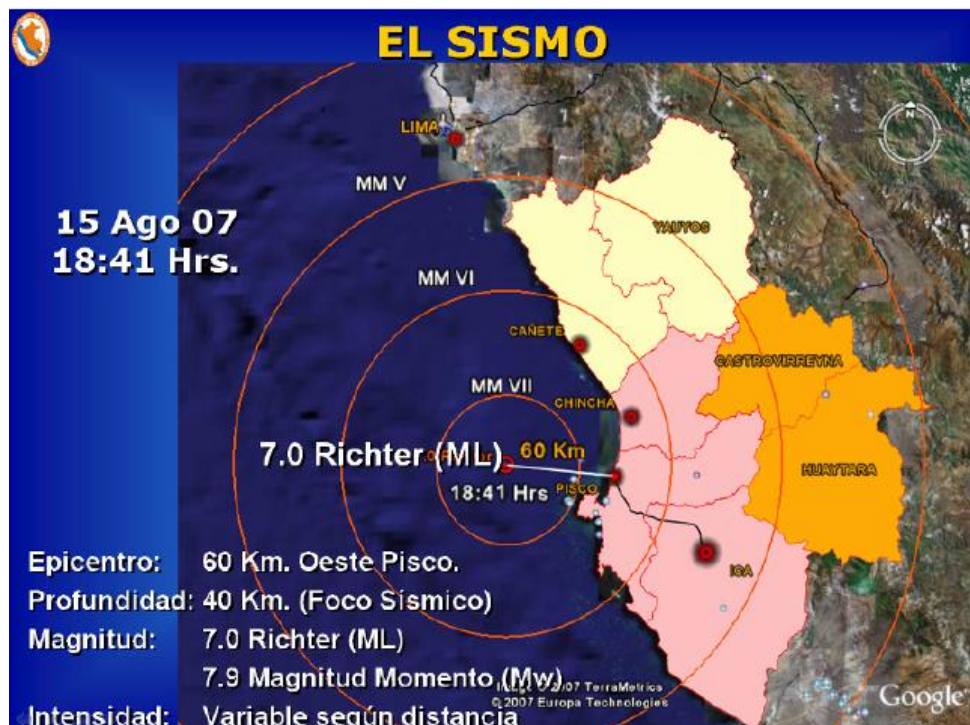 EL SISMO
LIMA
MM V
15 Ago 07
18:41 Hrs.
YAUYOS
MM VI
CAÑETE
CASTROVIRREYNA
MM VII
CHINCHA
7.0 Richter (ML)
60 Km
HUAYTARA
18:41 Hrs
PISCO
ICA
Epicentro: 60 Km. Oeste Pisco.
Profundidad: 40 Km. (Foco Sísmico)
Magnitud: 7.0 Richter (ML)
7.9 Magnitud Momento (Mw)
© 2007 TerraMetrics
© 2007 Europa Technologies
Google
Intensidad: Variable según distancia